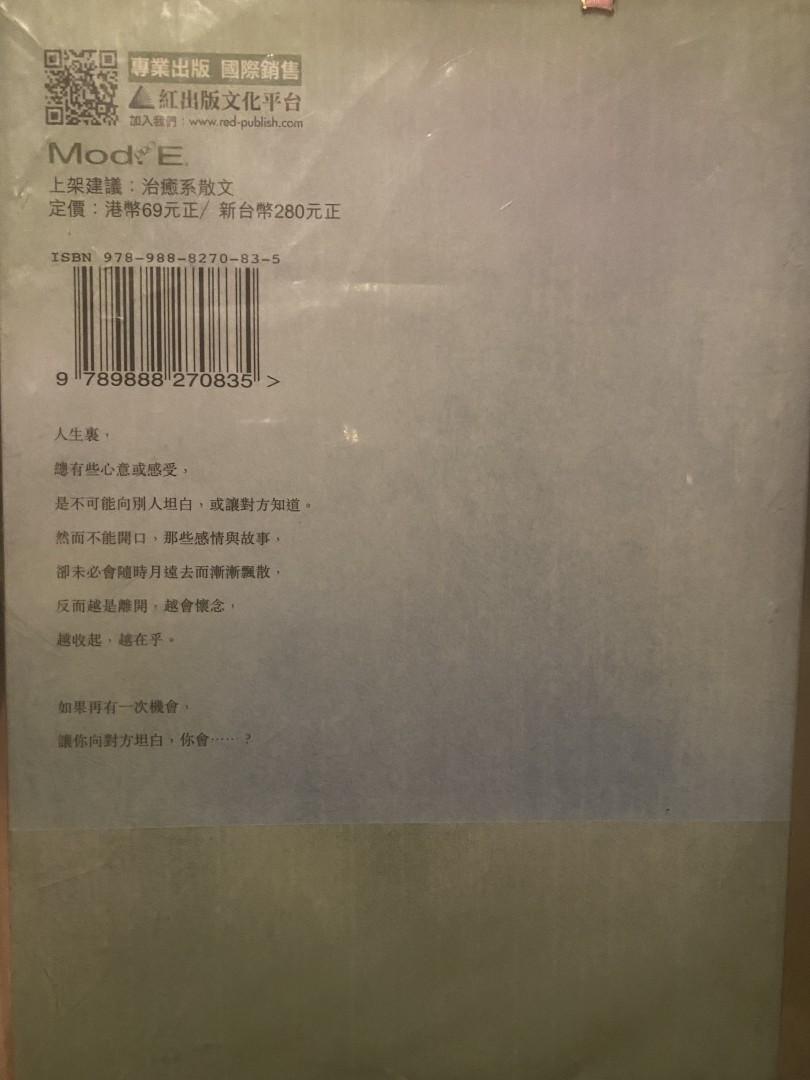 專業出版 國際銷售
紅出版文化平台
加入我們：www.red-publish.com
上架建議：治癒系散文
定價：港幣69元正/ 新台幣280元正
ISBN 978-988-8270-83-5
9 789888 270835 >
人生裏，
總有些心意或感受，
是不可能向別人坦白，或讓對方知道。
然而不能開口，那些感情與故事，
卻未必會隨時月遠去而漸漸飄散，
反而越是離開，越會懷念，
越收起，越在乎。
如果再有一次機會，
讓你向對方坦白，你會……？